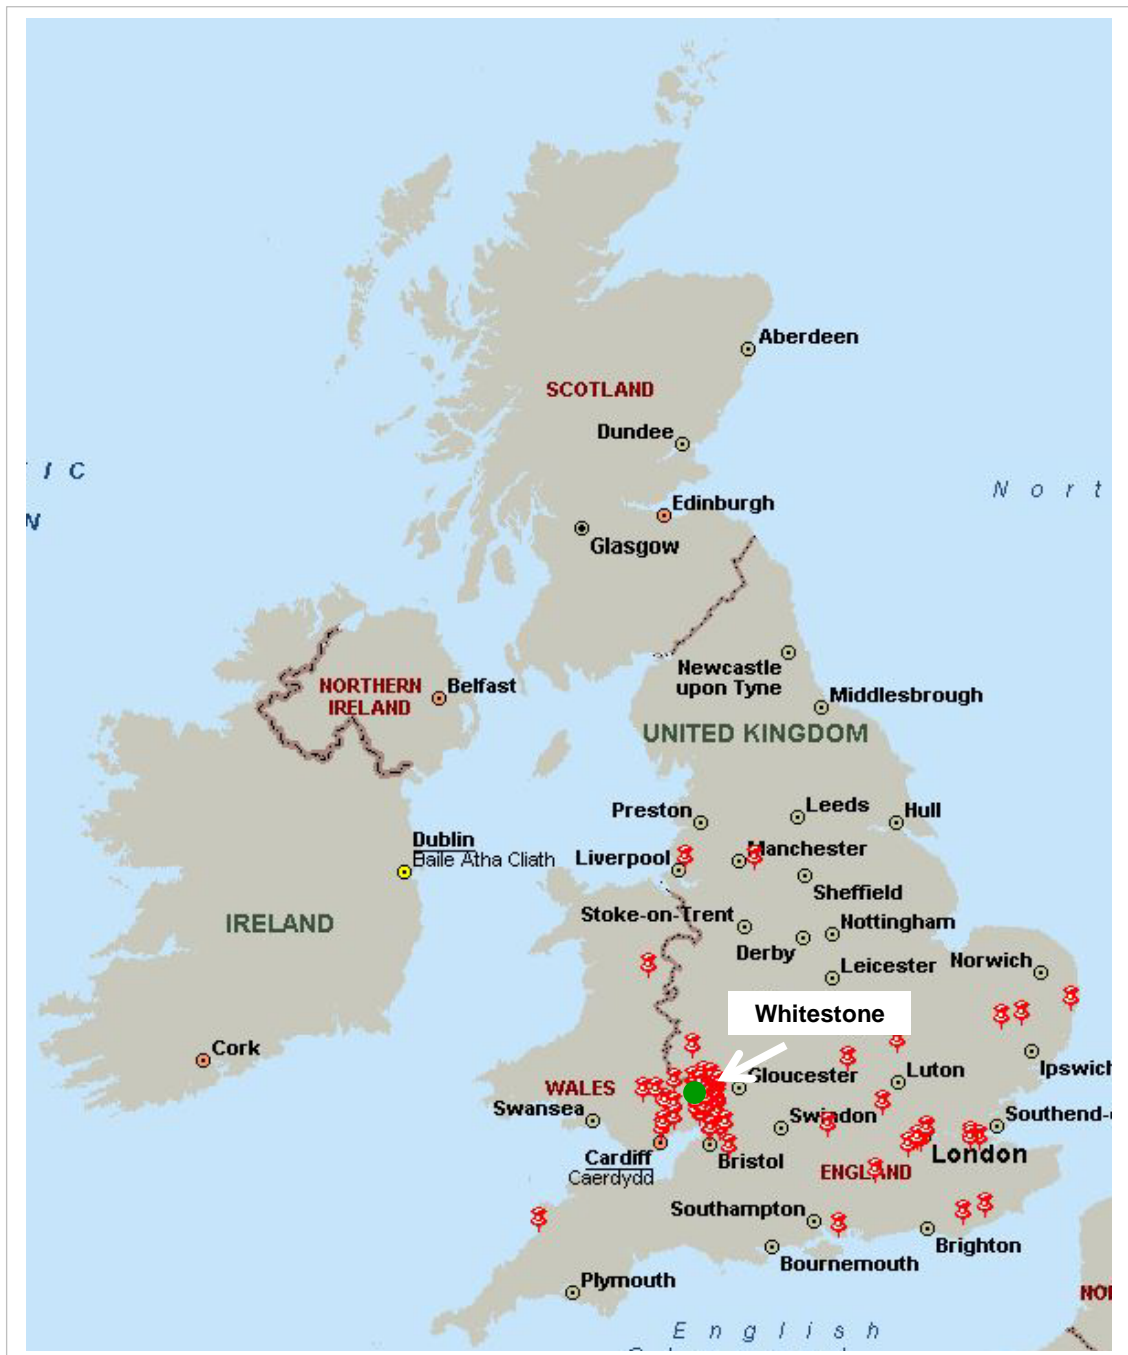 Aberdeen
SCOTLAND
Dundee
I C
N o r t
Edinburgh
N
Glasgow
Newcastle
upon Tyne
NORTHERN
IRELAND
Belfast
Middlesbrough
UNITED KINGDOM
Preston
Leeds
Hull
Dublin
Baile Atha Cliath
Liverpool
Manchester
Sheffield
IRELAND
Stoke-on-Trent
Nottingham
Derby
Leicester
Norwich
Whitestone
Cork
Ipswich
WALES
Gloucester
Luton
Swansea
Swindon
Southend-
London
Cardiff
Caerdydd
Bristol
ENGLAND
Southampton
Brighton
Bournemouth
Plymouth
NO
E n g l i s h